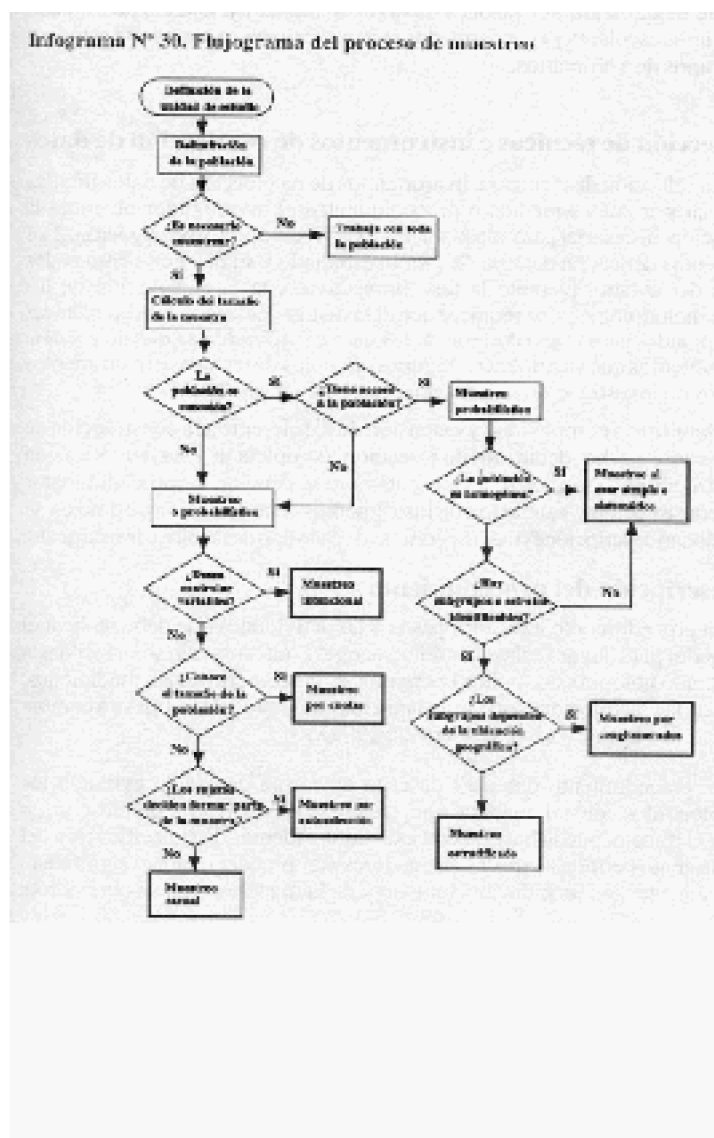 Infograma Nº 30. Flujograma del proceso de muestreo
Definición de la
unidad de estudio
Delimitación
de la población
¿Es necesario
muestrear?
No
Trabaje con toda
la población
Sí
Cálculo del tamaño
de la muestra
La
población es
conocida?
Sí
¿Tiene acceso
a la población?
Sí
Muestreo
probabilístico
No
No
Muestreo
o probabilístico
¿La población
es homogénea?
Sí
Muestreo al
azar simple o
sistemático
¿Desea
controlar
variables?
Sí
Muestreo
intencional
¿Hay
subgrupos o estratos
identificables?
No
No
Sí
¿Conoce
el tamaño de la
población?
Sí
Muestreo
por cuotas
¿Los
subgrupos dependen
de la ubicación
geográfica?
Sí
Muestreo por
conglomerados
No
¿Los sujetos
deciden formar parte
de la muestra?
Sí
Muestreo por
autoselección
Muestreo
estratificado
No
Muestreo
casual